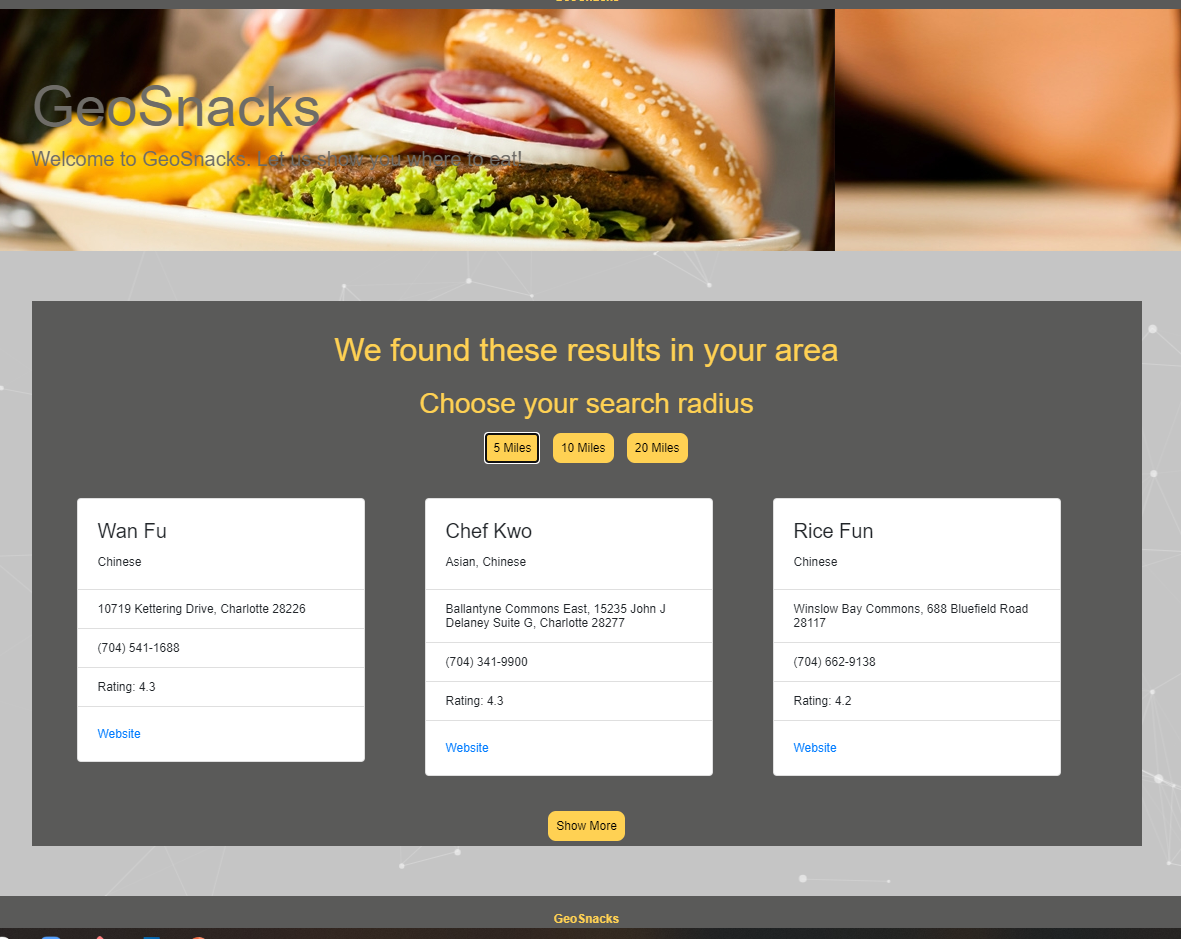 GeoSnacks
GeoSnacks
Welcome to GeoSnacks. Let us show you where to eat!
We found these results in your area
Choose your search radius
5 Miles
10 Miles
20 Miles
Wan Fu
Chinese
10719 Kettering Drive, Charlotte 28226
(704) 541-1688
Rating: 4.3
Website
Chef Kwo
Asian, Chinese
Ballantyne Commons East, 15235 John J
Delaney Suite G, Charlotte 28277
(704) 341-9900
Rating: 4.3
Website
Rice Fun
Chinese
Winslow Bay Commons, 688 Bluefield Road
28117
(704) 662-9138
Rating: 4.2
Website
Show More
GeoSnacks